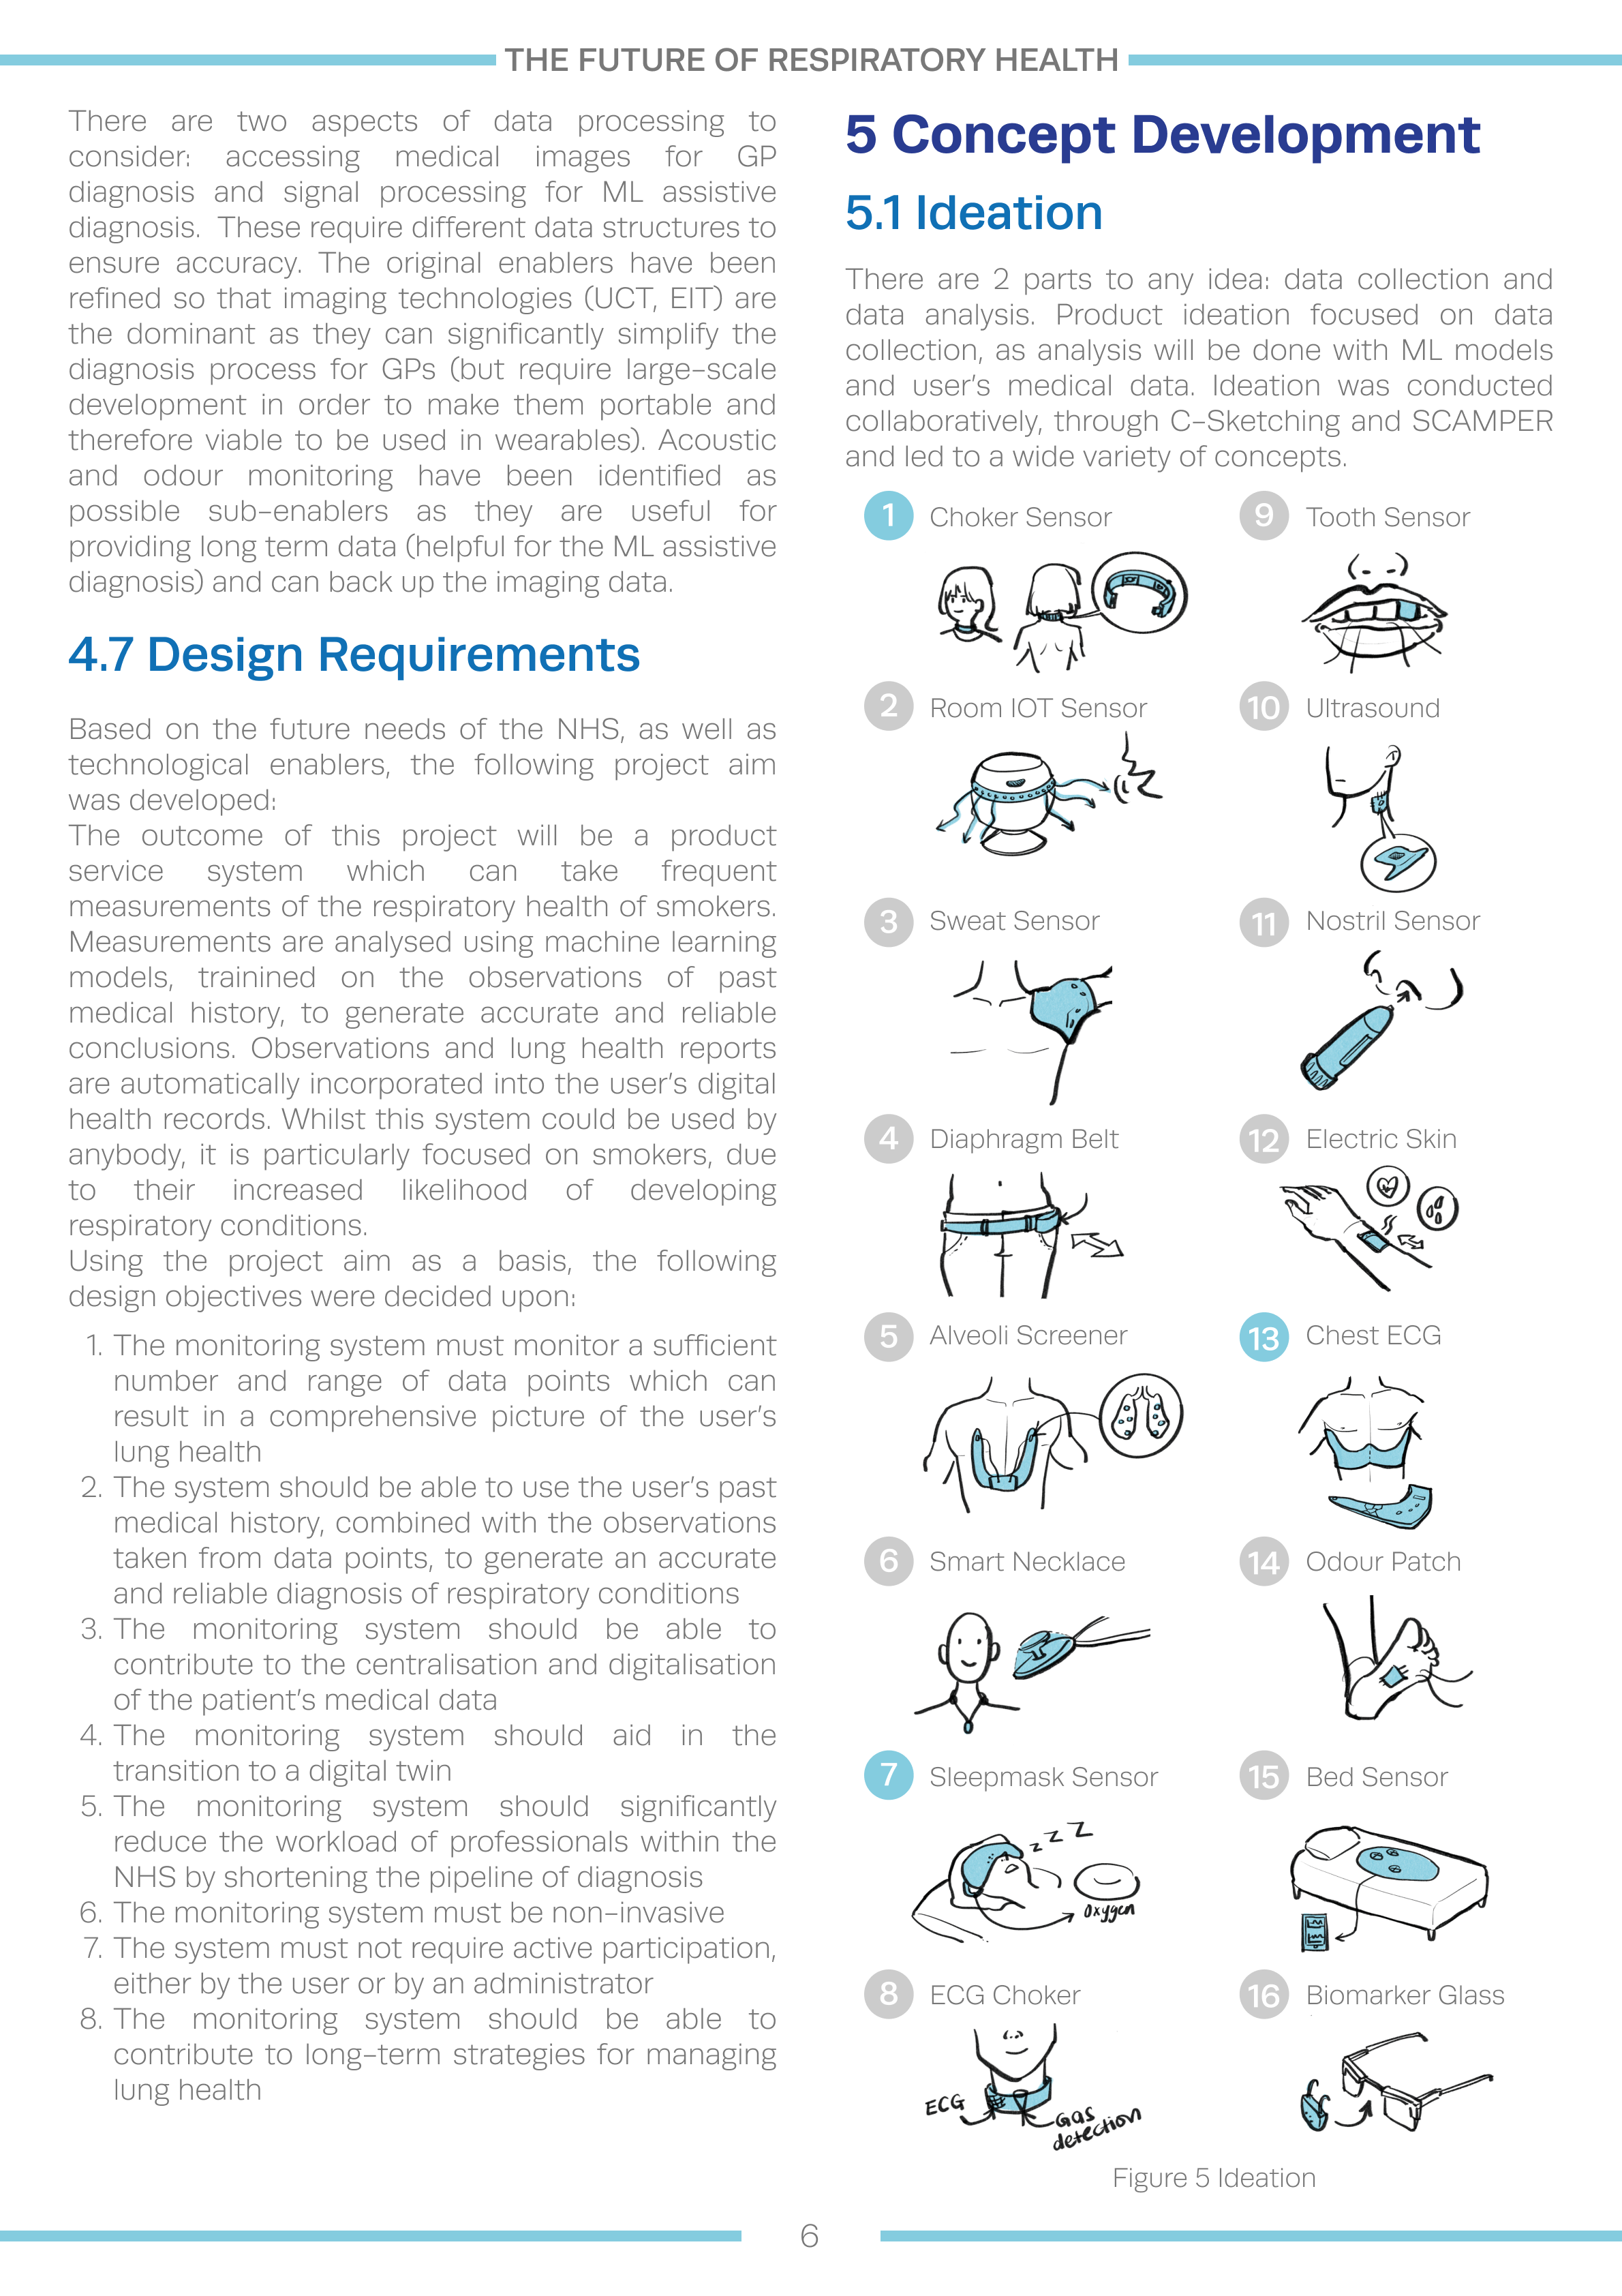 THE FUTURE OF RESPIRATORY HEALTH
There are two aspects of data processing to
consider: accessing medical images for GP
diagnosis and signal processing for ML assistive
diagnosis. These require different data structures to
ensure accuracy. The original enablers have been
refined so that imaging technologies (UCT, EIT) are
the dominant as they can significantly simplify the
diagnosis process for GPs (but require large-scale
development in order to make them portable and
therefore viable to be used in wearables). Acoustic
and odour monitoring have been identified as
possible sub-enablers as they are useful for
providing long term data (helpful for the ML assistive
diagnosis) and can back up the imaging data.
4.7 Design Requirements
Based on the future needs of the NHS, as well as
technological enablers, the following project aim
was developed:
The outcome of this project will be a product
service system which can take frequent
measurements of the respiratory health of smokers.
Measurements are analysed using machine learning
models, trainined on the observations of past
medical history, to generate accurate and reliable
conclusions. Observations and lung health reports
are automatically incorporated into the user's digital
health records. Whilst this system could be used by
anybody, it is particularly focused on smokers, due
to their increased likelihood of developing
respiratory conditions.
Using the project aim as a basis, the following
design objectives were decided upon:
1. The monitoring system must monitor a sufficient
number and range of data points which can
result in a comprehensive picture of the user's
lung health
2. The system should be able to use the user's past
medical history, combined with the observations
taken from data points, to generate an accurate
and reliable diagnosis of respiratory conditions
3. The monitoring system should be able to
contribute to the centralisation and digitalisation
of the patient's medical data
4. The monitoring system should aid in the
transition to a digital twin
5. The monitoring system should significantly
reduce the workload of professionals within the
NHS by shortening the pipeline of diagnosis
6. The monitoring system must be non-invasive
7. The system must not require active participation,
either by the user or by an administrator
8. The monitoring system should be able to
contribute to long-term strategies for managing
lung health
5 Concept Development
5.1 Ideation
There are 2 parts to any idea: data collection and
data analysis. Product ideation focused on data
collection, as analysis will be done with ML models
and user's medical data. Ideation was conducted
collaboratively, through C-Sketching and SCAMPER
and led to a wide variety of concepts.
1 Choker Sensor
2 Room IOT Sensor
3 Sweat Sensor
4 Diaphragm Belt
5 Alveoli Screener
6 Smart Necklace
7 Sleepmask Sensor
z z Z
Oxygen
8 ECG Choker
ECG
Gas
detection
9 Tooth Sensor
10 Ultrasound
11 Nostril Sensor
12 Electric Skin
13 Chest ECG
14 Odour Patch
15 Bed Sensor
16 Biomarker Glass
Figure 5 Ideation
6